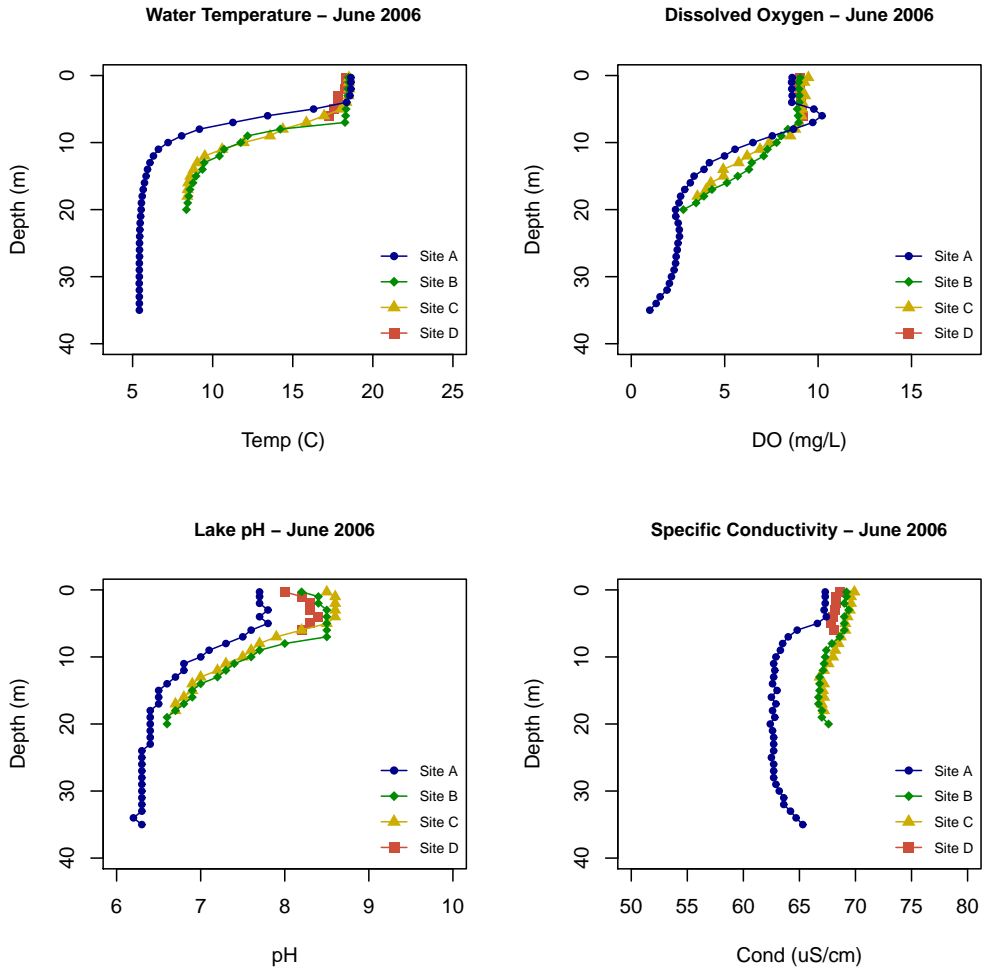 Water Temperature – June 2006
0
10
20
30
40
Depth (m)
5 10 15 20 25
Temp (C)
Site A
Site B
Site C
Site D
Dissolved Oxygen – June 2006
0
10
20
30
40
Depth (m)
0 5 10 15
DO (mg/L)
Site A
Site B
Site C
Site D
Lake pH – June 2006
0
10
20
30
40
Depth (m)
6 7 8 9 10
pH
Site A
Site B
Site C
Site D
Specific Conductivity – June 2006
0
10
20
30
40
Depth (m)
50 55 60 65 70 75 80
Cond (uS/cm)
Site A
Site B
Site C
Site D